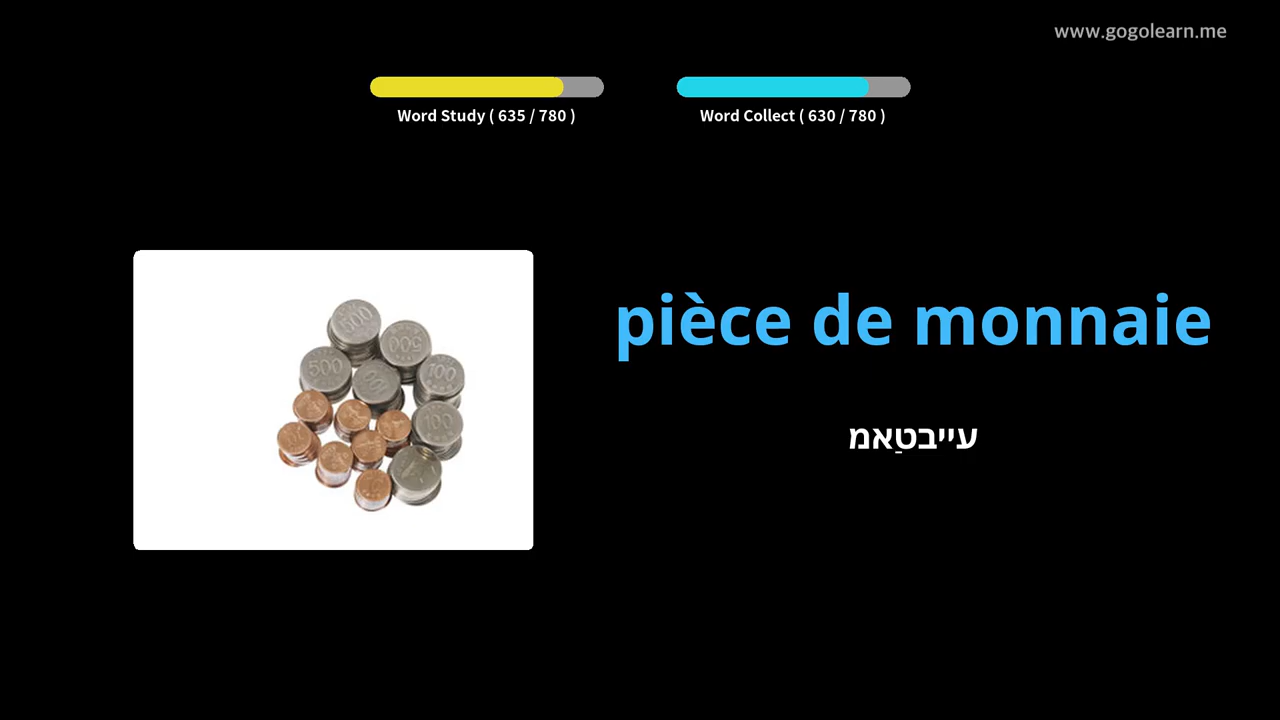 www.gogolearn.me
Word Study ( 635 / 780 )
Word Collect ( 630 / 780 )
pièce de monnaie
עייבטַאמ